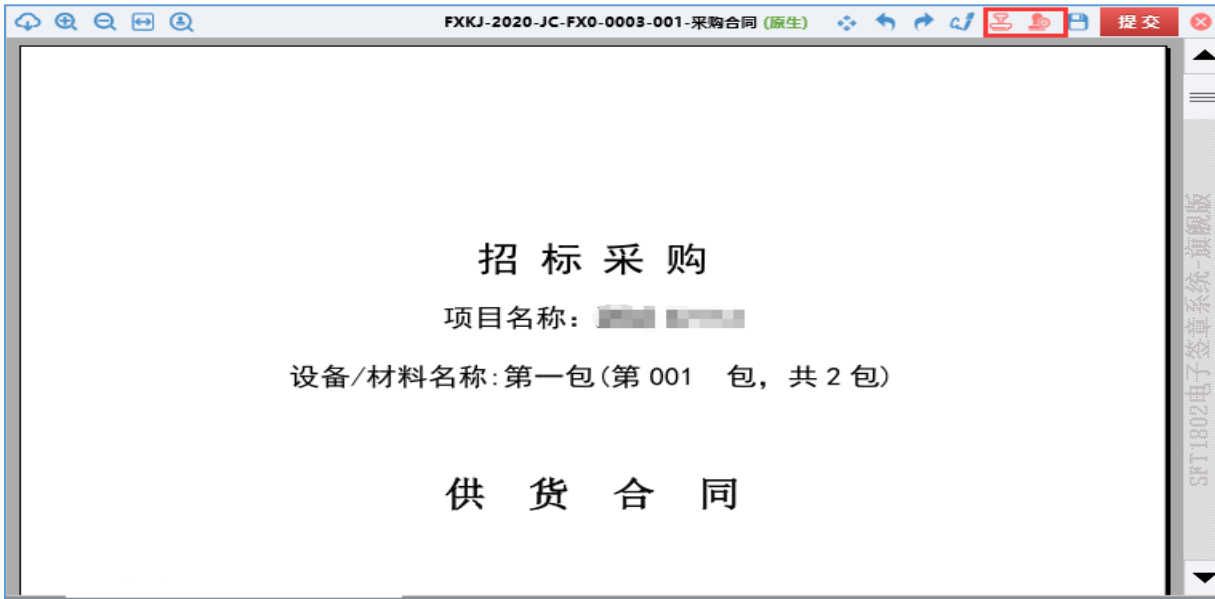 FXKJ-2020-JC-FX0-0003-001-采购合同 (原生)
提交
招标采购
项目名称：
设备/材料名称:第一包(第 001 包，共 2 包)
供货合同
SFT1802电子签章系统-旗舰版